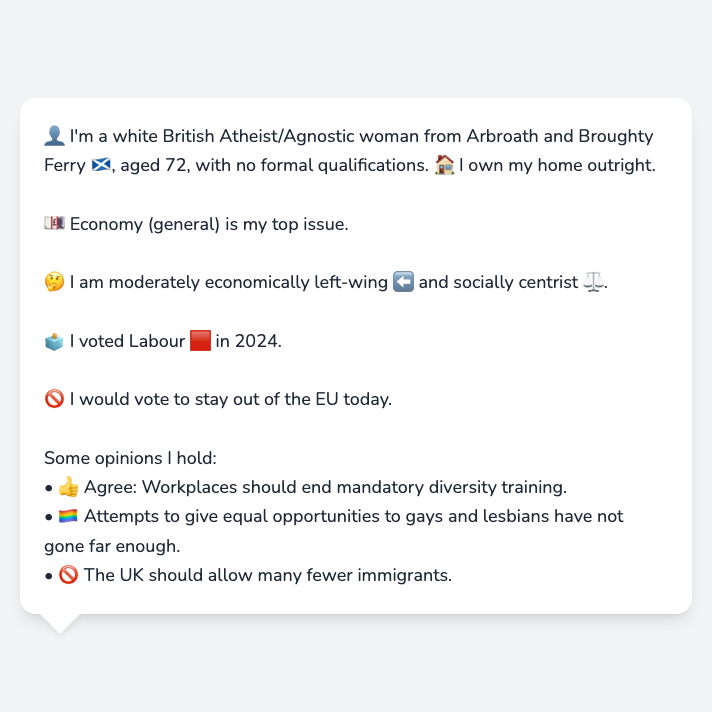 👤 I'm a white British Atheist/Agnostic woman from Arbroath and Broughty
Ferry 🏴󠁧󠁢󠁳󠁣󠁴󠁿, aged 72, with no formal qualifications. 🏠 I own my home outright.
💷 Economy (general) is my top issue.
🤔 I am moderately economically left-wing ⬅️ and socially centrist ⚖️.
🗳️ I voted Labour 🟥 in 2024.
🚫 I would vote to stay out of the EU today.
Some opinions I hold:
• 👍 Agree: Workplaces should end mandatory diversity training.
• 🏳️‍🌈 Attempts to give equal opportunities to gays and lesbians have not
gone far enough.
• 🚫 The UK should allow many fewer immigrants.